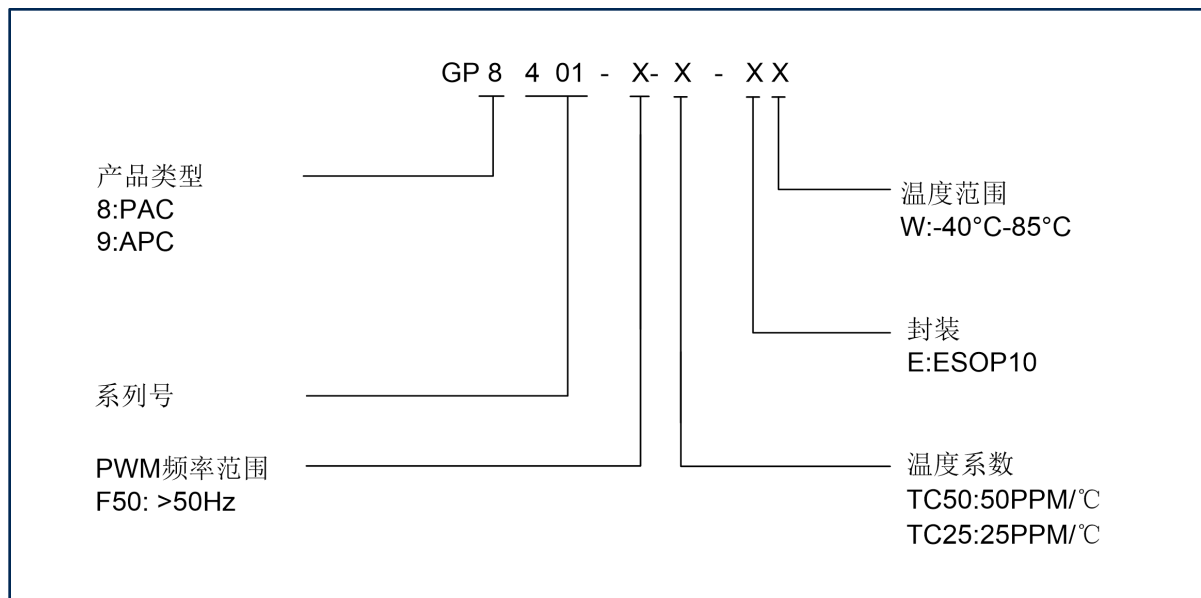 GP 8 4 01 - X- X - X X
产品类型
8:PAC
9:APC
系列号
PWM频率范围
F50: >50Hz
温度范围
W:-40°C-85°C
封装
E:ESOP10
温度系数
TC50:50PPM/℃
TC25:25PPM/℃